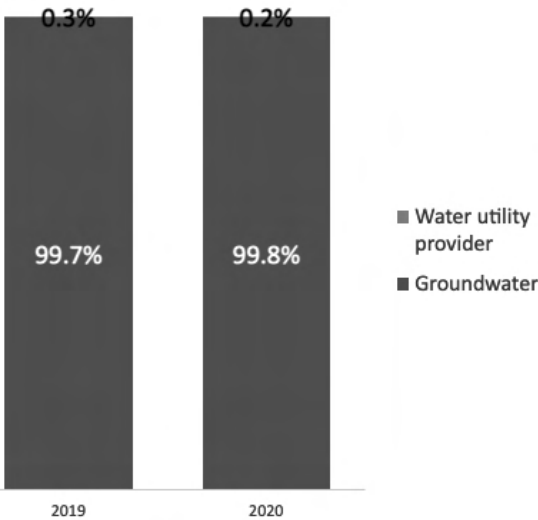 0.3%
0.2%
99.7%
99.8%
Water utility
provider
Groundwater
2019
2020